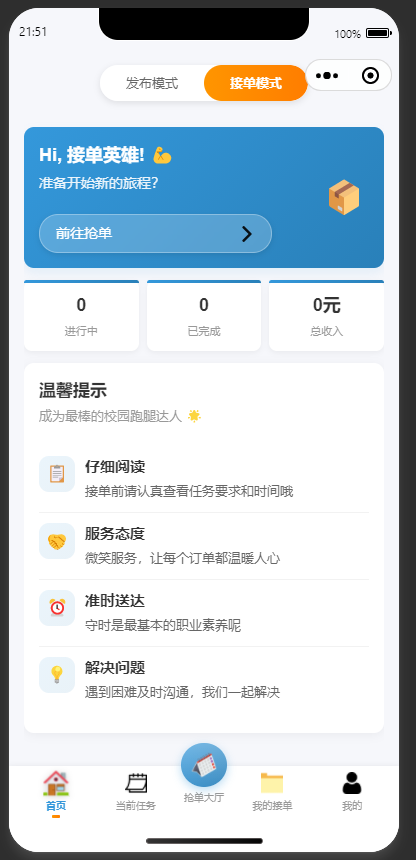 21:51
100%
发布模式
接单模式
Hi, 接单英雄! 💪
准备开始新的旅程?
前往抢单
0
0
0元
进行中
已完成
总收入
温馨提示
成为最棒的校园跑腿达人 🌟
仔细阅读
接单前请认真查看任务要求和时间哦
服务态度
微笑服务，让每个订单都温暖人心
准时送达
守时是最基本的职业素养呢
解决问题
遇到困难及时沟通，我们一起解决
首页
当前任务
抢单大厅
我的接单
我的